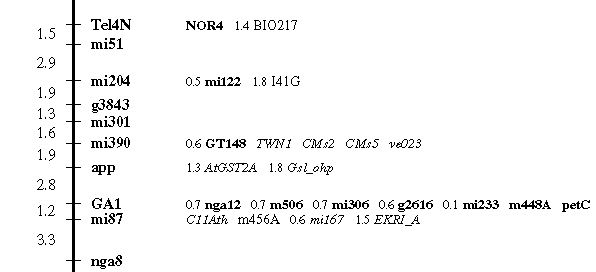 Tel4N NOR4 1.4 BIO217
1.5
mi51
2.9
mi204 0.5 mi122 1.8 I41G
1.9
g3843
1.3
mi301
1.6
mi390 0.6 GT148 TWN1 CMs2 CMs5 ve023
1.9
app 1.3 AtGST2A 1.8 Gsl_ohp
2.8
GA1 0.7 nga12 0.7 m506 0.7 mi306 0.6 g2616 0.1 mi233 m448A petC
1.2
mi87 C11Ath m456A 0.6 mi167 1.5 EKRI_A
3.3
nga8